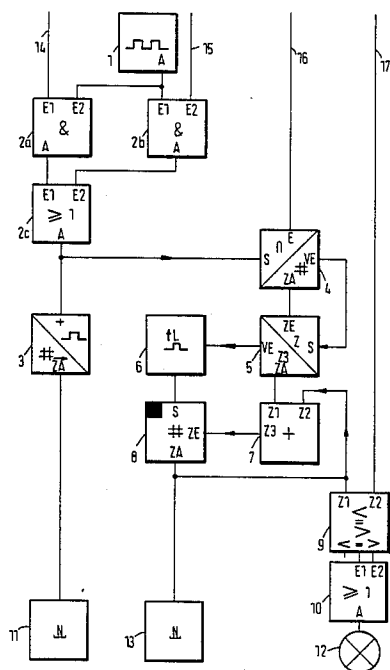 14
1
15
16
17
A
E1 E2
&
A
2a
E1 E2
&
A
2b
E1 E2
≥ 1
A
2c
E
∩
S
#
VE
ZA
4
+
#
ZA
3
tL
6
ZE
Z
VE
Z3
S
ZA
5
S
#
ZE
ZA
8
Z1 Z2
Z3 +
7
Z1 Z2
< = >
9
E1 E2
≥ 1
A
10
11
13
12